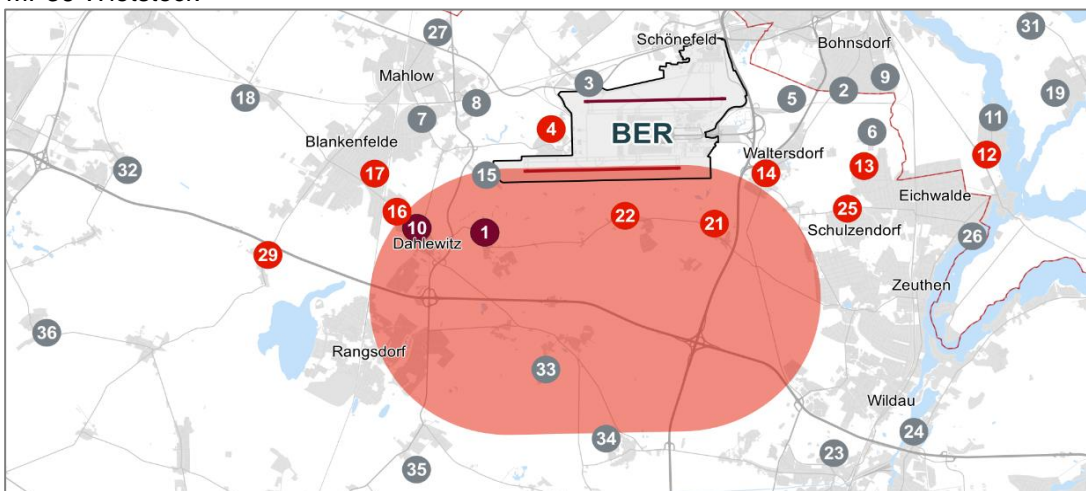 31
27
Schönefeld
Bohnsdorf
Mahlow
3
9
18
8
5
2
19
7
4
BER
6
11
Blankenfelde
12
32
17
15
Waltersdorf
14
13
Eichwalde
16
22
21
25
10
1
Schulzendorf
26
Dahlewitz
29
Zeuthen
36
Rangsdorf
33
Wildau
34
24
35
23